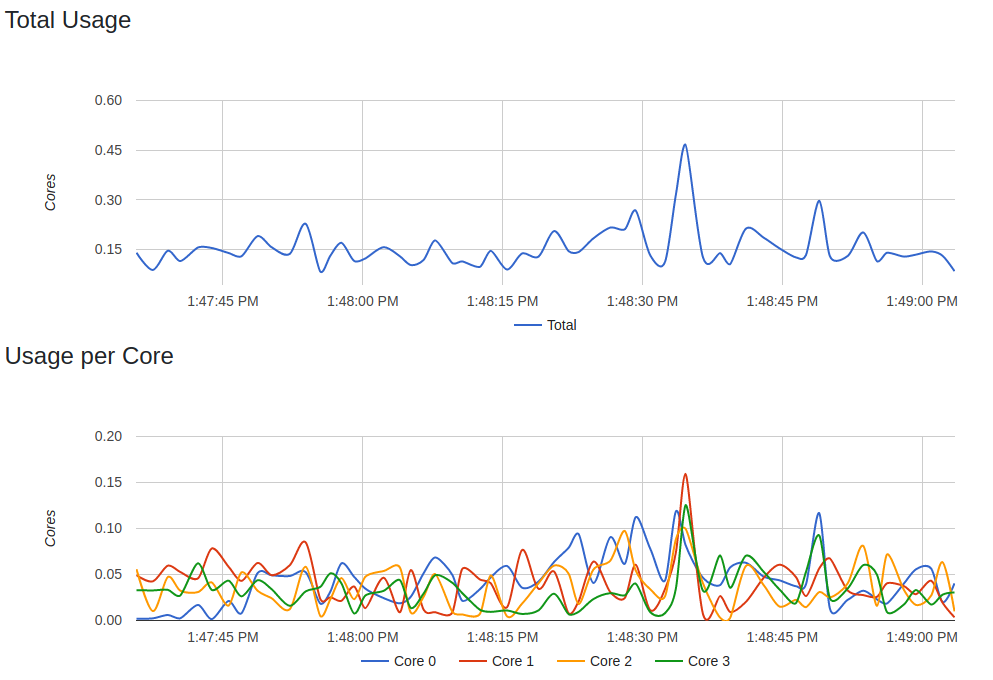 Total Usage
0.60
0.45
0.30
0.15
Cores
1:47:45 PM 1:48:00 PM 1:48:15 PM 1:48:30 PM 1:48:45 PM 1:49:00 PM
Total
Usage per Core
0.20
0.15
0.10
0.05
0.00
Cores
1:47:45 PM 1:48:00 PM 1:48:15 PM 1:48:30 PM 1:48:45 PM 1:49:00 PM
Core 0 Core 1 Core 2 Core 3